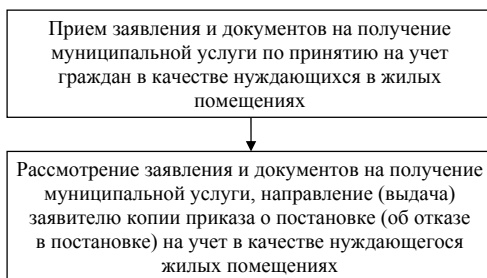 Прием заявления и документов на получение
муниципальной услуги по принятию на учет
граждан в качестве нуждающихся в жилых
помещениях
Рассмотрение заявления и документов на получение
муниципальной услуги, направление (выдача)
заявителю копии приказа о постановке (об отказе
в постановке) на учет в качестве нуждающегося
жилых помещениях